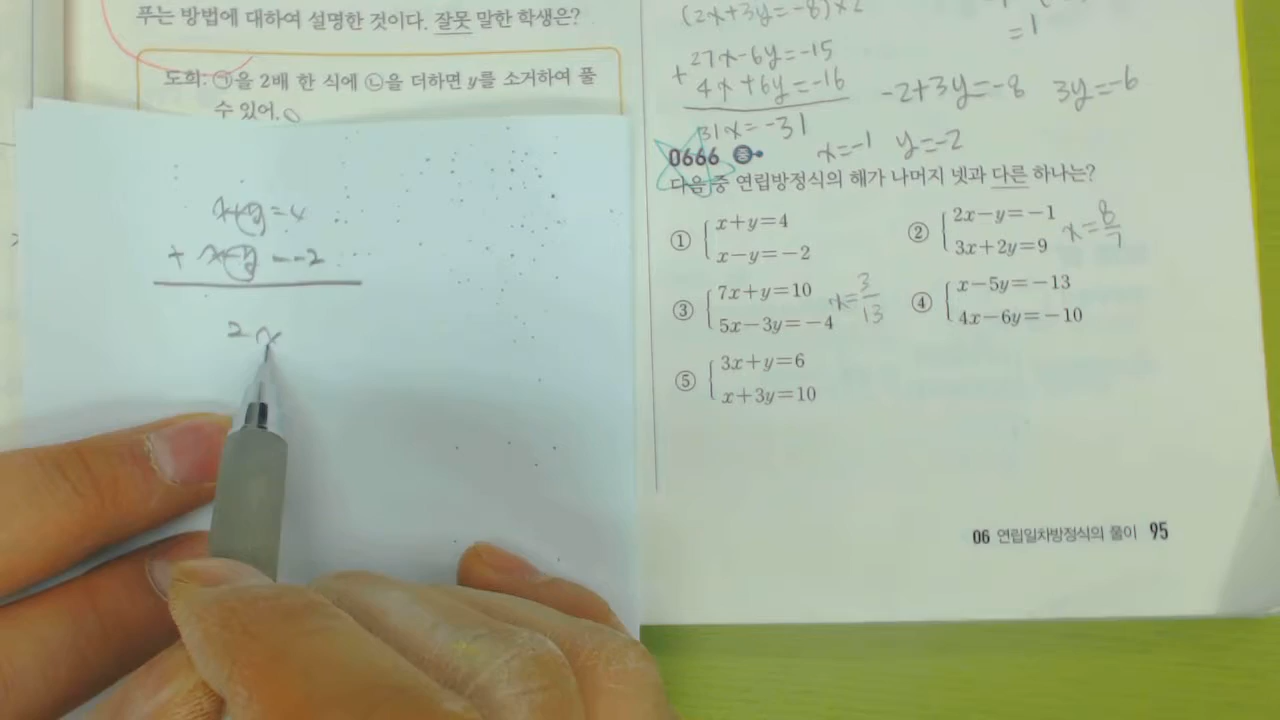 푸는 방법에 대하여 설명한 것이다. 잘못 말한 학생은?
도희: ㉠을 2배 한 식에 ㉡을 더하면 y를 소거하여 풀
수 있어.
x+y=4
+ x-y=-2
2x
(2x+3y=-8)×2
=1
27x-6y=-15
+ 4x+6y=-16
31x=-31
-2+3y=-8 3y=-6
x=-1 y=-2
0666 중
다음 중 연립방정식의 해가 나머지 넷과 다른 하나는?
① x+y=4
x-y=-2
② 2x-y=-1
3x+2y=9
x=8/7
③ 7x+y=10
5x-3y=-4
x=3/13
④ x-5y=-13
4x-6y=-10
⑤ 3x+y=6
x+3y=10
06 연립일차방정식의 풀이 95